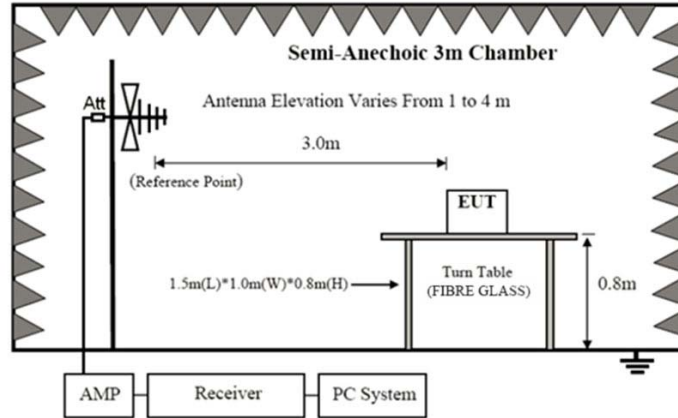 Semi-Anechoic 3m Chamber
Att
Antenna Elevation Varies From 1 to 4 m
3.0m
(Reference Point)
EUT
1.5m(L)*1.0m(W)*0.8m(H)
Turn Table
(FIBRE GLASS)
0.8m
AMP
Receiver
PC System